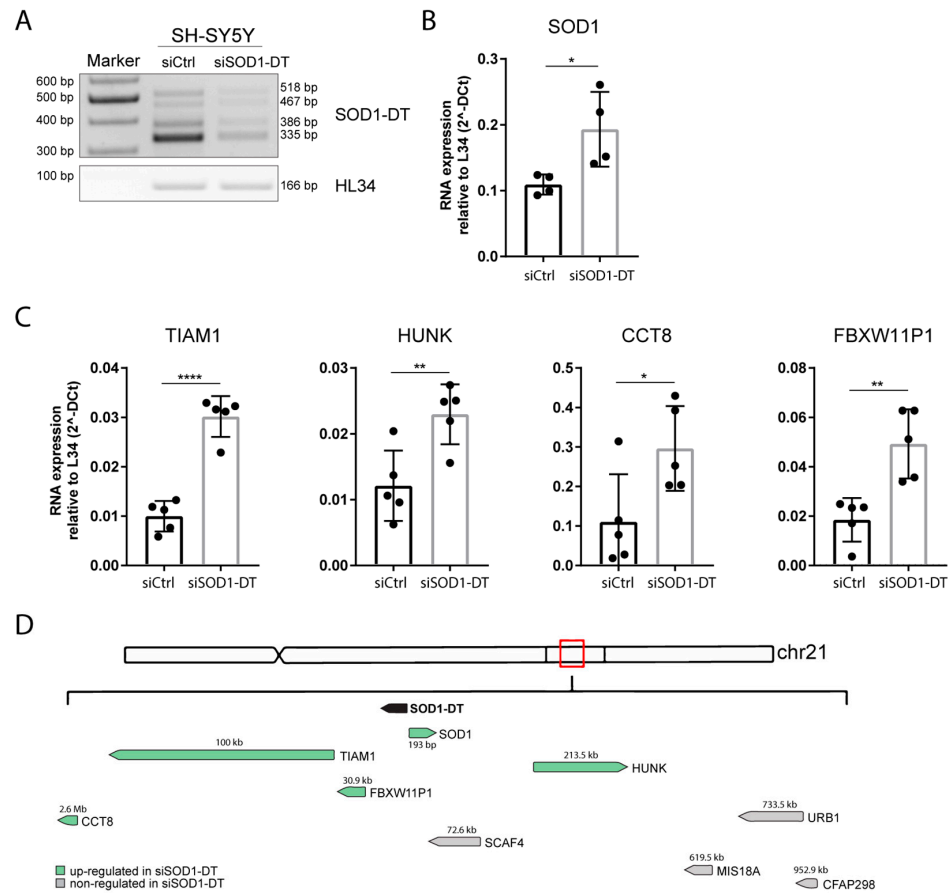 A
SH-SY5Y
Marker siCtrl siSOD1-DT
600 bp
500 bp
400 bp
300 bp
518 bp
467 bp
386 bp
335 bp
SOD1-DT
100 bp
166 bp
HL34
B
SOD1
RNA expression
relative to L34 (2^-DCt)
0.3
0.2
0.1
0.0
*
siCtrl siSOD1-DT
C
TIAM1
RNA expression
relative to L34 (2^-DCt)
0.04
0.03
0.02
0.01
0.00
****
siCtrl siSOD1-DT
HUNK
0.03
0.02
0.01
0.00
**
siCtrl siSOD1-DT
CCT8
0.5
0.4
0.3
0.2
0.1
0.0
*
siCtrl siSOD1-DT
FBXW11P1
0.08
0.06
0.04
0.02
0.00
**
siCtrl siSOD1-DT
D
chr21
SOD1-DT
SOD1
193 bp
100 kb
TIAM1
213.5 kb
HUNK
30.9 kb
FBXW11P1
2.6 Mb
CCT8
733.5 kb
URB1
72.6 kb
SCAF4
619.5 kb
MIS18A
952.9 kb
CFAP298
up-regulated in siSOD1-DT
non-regulated in siSOD1-DT